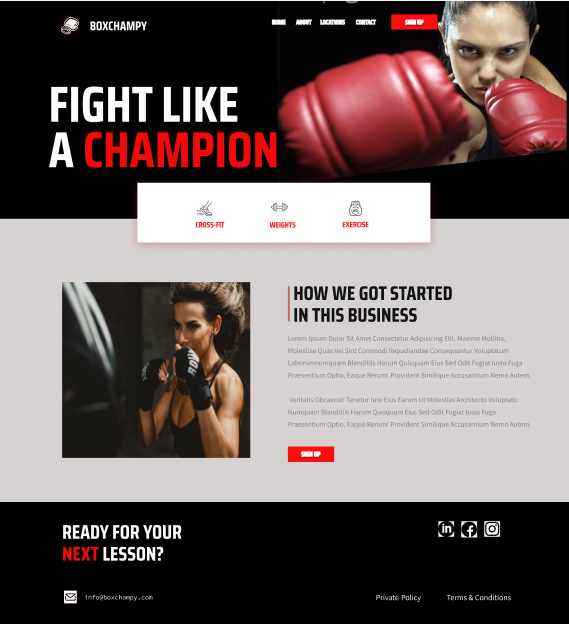 BOXCHAMPY
HOME ABOUT LOCATIONS CONTACT SIGN UP
FIGHT LIKE
A CHAMPION
CROSS-FIT WEIGHTS EXERCISE
HOW WE GOT STARTED
IN THIS BUSINESS
Lorem Ipsum Dolor Sit Amet Consectetur Adipisicing Elit. Maxime Mollitia,
Molestiae Quas Vel Sint Commodi Repudiandae Consequuntur Voluptatum
Laborumnumquam Blanditiis Harum Quisquam Eius Sed Odit Fugiat Iusto Fuga
Praesentium Optio, Eaque Rerum! Provident Similique Accusantium Nemo Autem.
Veritatis Obcaecati Tenetur Iure Eius Earum Ut Molestias Architecto Voluptate.
Numquam Blanditiis Harum Quisquam Eius Sed Odit Fugiat Iusto Fuga
Praesentium Optio, Eaque Rerum! Provident Similique Accusantium Nemo Autem.
SIGN UP
READY FOR YOUR
NEXT LESSON?
in
info@boxchampy.com
Private Policy Terms & Conditions